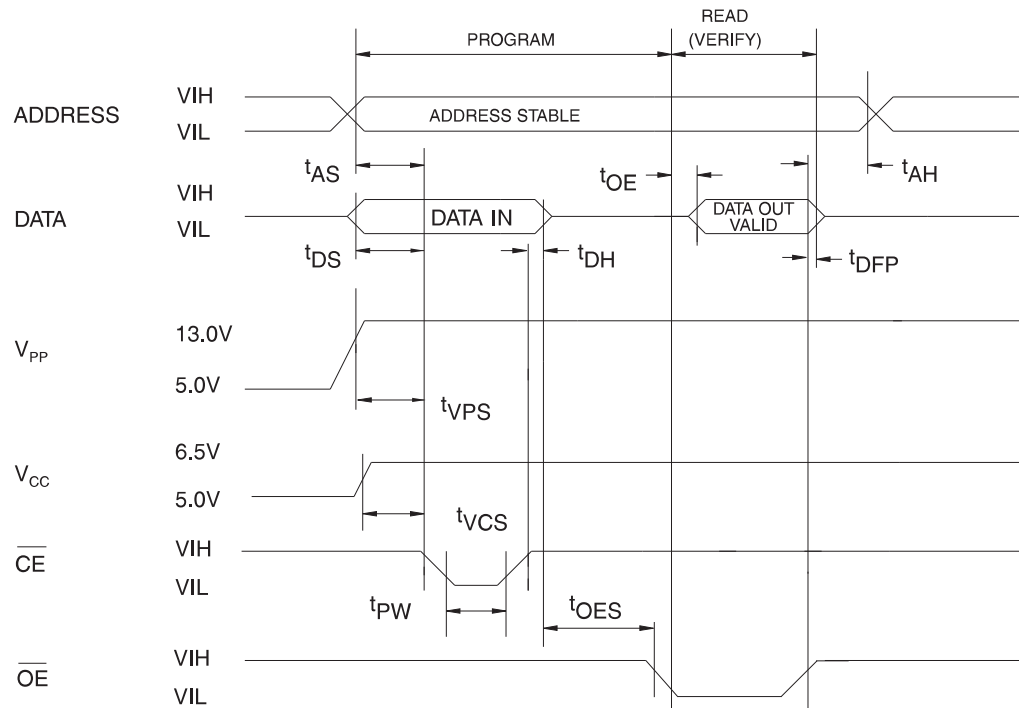 READ
PROGRAM (VERIFY)
ADDRESS VIH
VIL ADDRESS STABLE
tAS tOE tAH
DATA VIH
VIL DATA IN DATA OUT
VALID
tDS tDH tDFP
VPP 13.0V
5.0V tVPS
VCC 6.5V
5.0V tVCS
CE VIH
VIL
tPW tOES
OE VIH
VIL